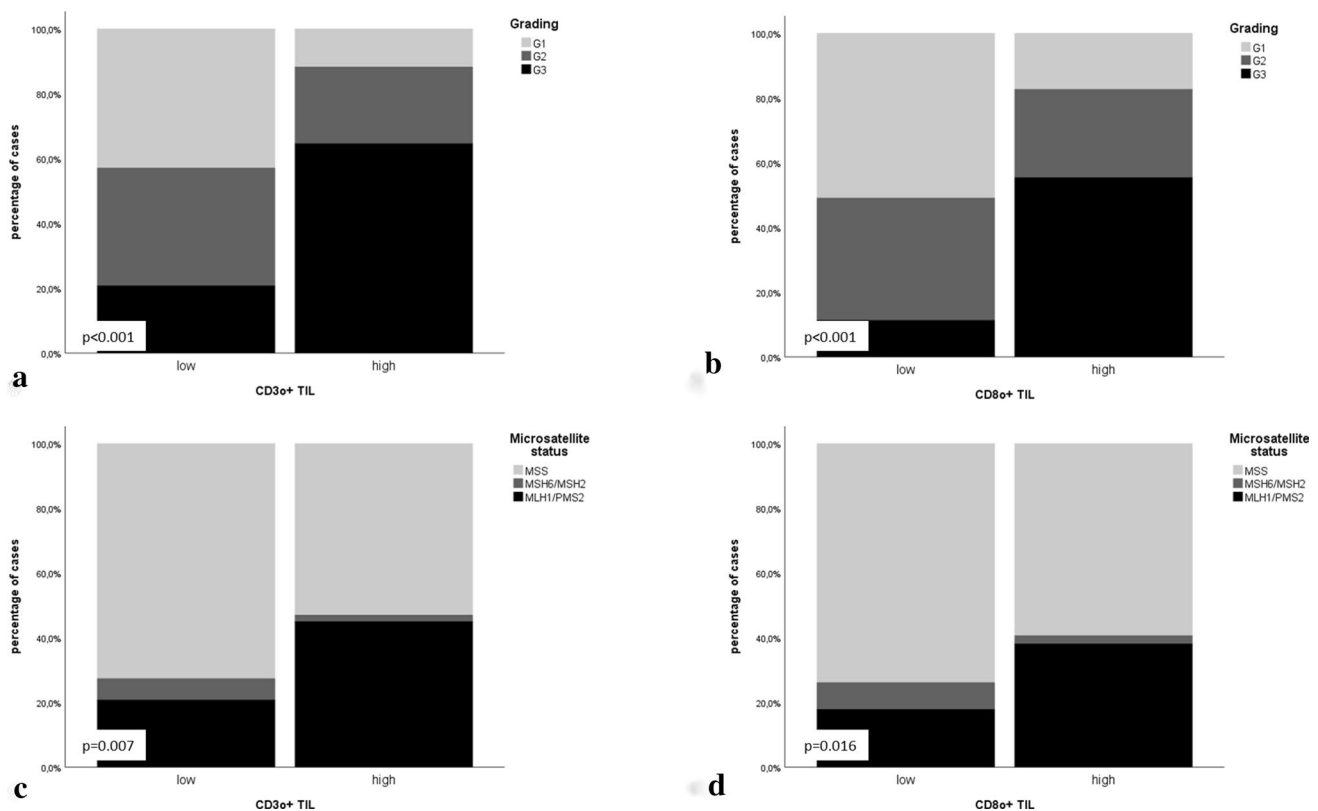 100,0%
80,0%
60,0%
40,0%
20,0%
0,0%
percentage of cases
p<0.001
low
high
CD3o+ TIL
Grading
G1
G2
G3
a
100,0%
80,0%
60,0%
40,0%
20,0%
0,0%
percentage of cases
p<0.001
low
high
CD8o+ TIL
Grading
G1
G2
G3
b
100,0%
80,0%
60,0%
40,0%
20,0%
0,0%
percentage of cases
p=0.007
low
high
CD3o+ TIL
Microsatellite
status
MSS
MSH6/MSH2
MLH1/PMS2
c
100,0%
80,0%
60,0%
40,0%
20,0%
0,0%
percentage of cases
p=0.016
low
high
CD8o+ TIL
Microsatellite
status
MSS
MSH6/MSH2
MLH1/PMS2
d